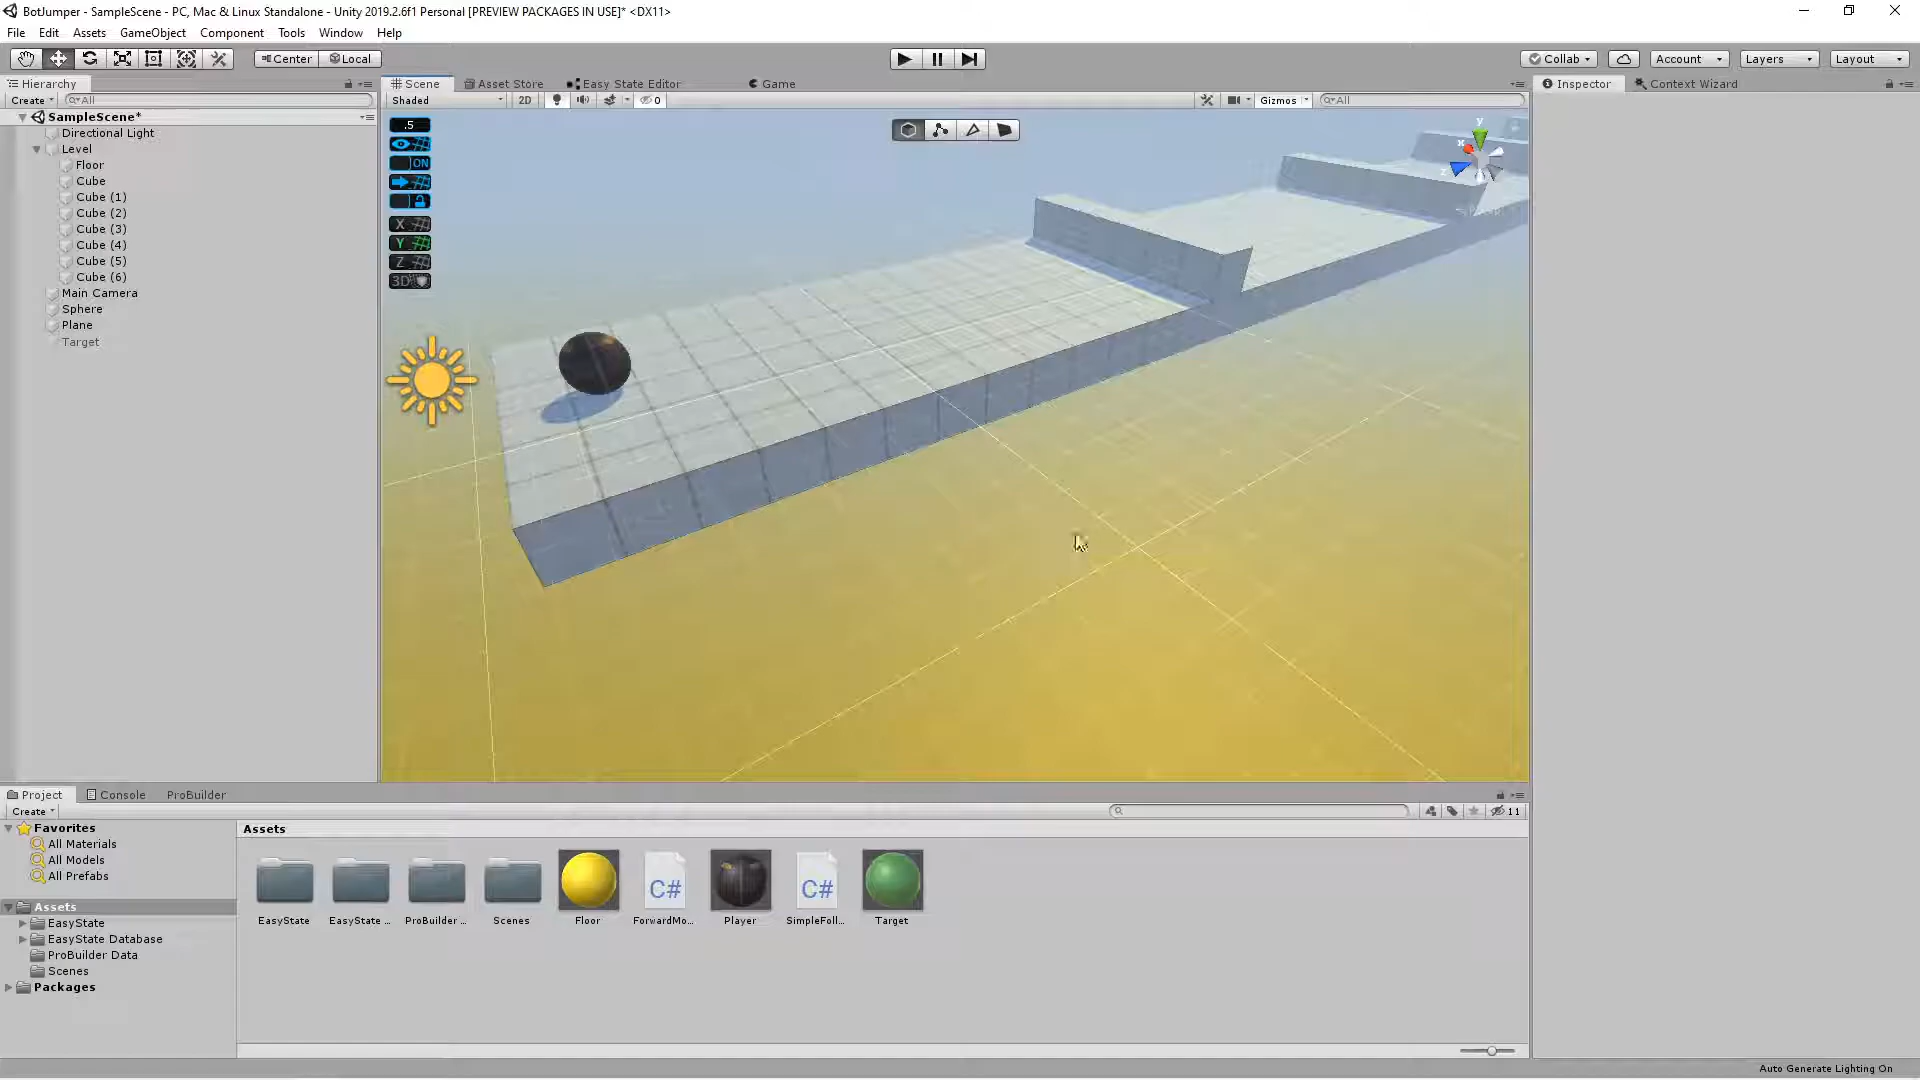 BotJumper - SampleScene - PC, Mac & Linux Standalone - Unity 2019.2.6f1 Personal [PREVIEW PACKAGES IN USE]* <DX11>
File Edit Assets GameObject Component Tools Window Help
Center Local Collab Account Layers Layout
Hierarchy Scene Asset Store Easy State Editor Game Inspector Context Wizard
Create All Shaded 2D 0 Gizmos All
SampleScene*
Directional Light
Level
Floor
Cube
Cube (1)
Cube (2)
Cube (3)
Cube (4)
Cube (5)
Cube (6)
Main Camera
Sphere
Plane
Target
.5
ON
X
Y
Z
3D
y
x
z
Project Console ProBuilder
Create 11
Favorites
All Materials
All Models
All Prefabs
Assets
EasyState
EasyState Database
ProBuilder Data
Scenes
Packages
Assets
C# C#
EasyState EasyState ... ProBuilder ... Scenes Floor ForwardMo... Player SimpleFoll... Target
Auto Generate Lighting On